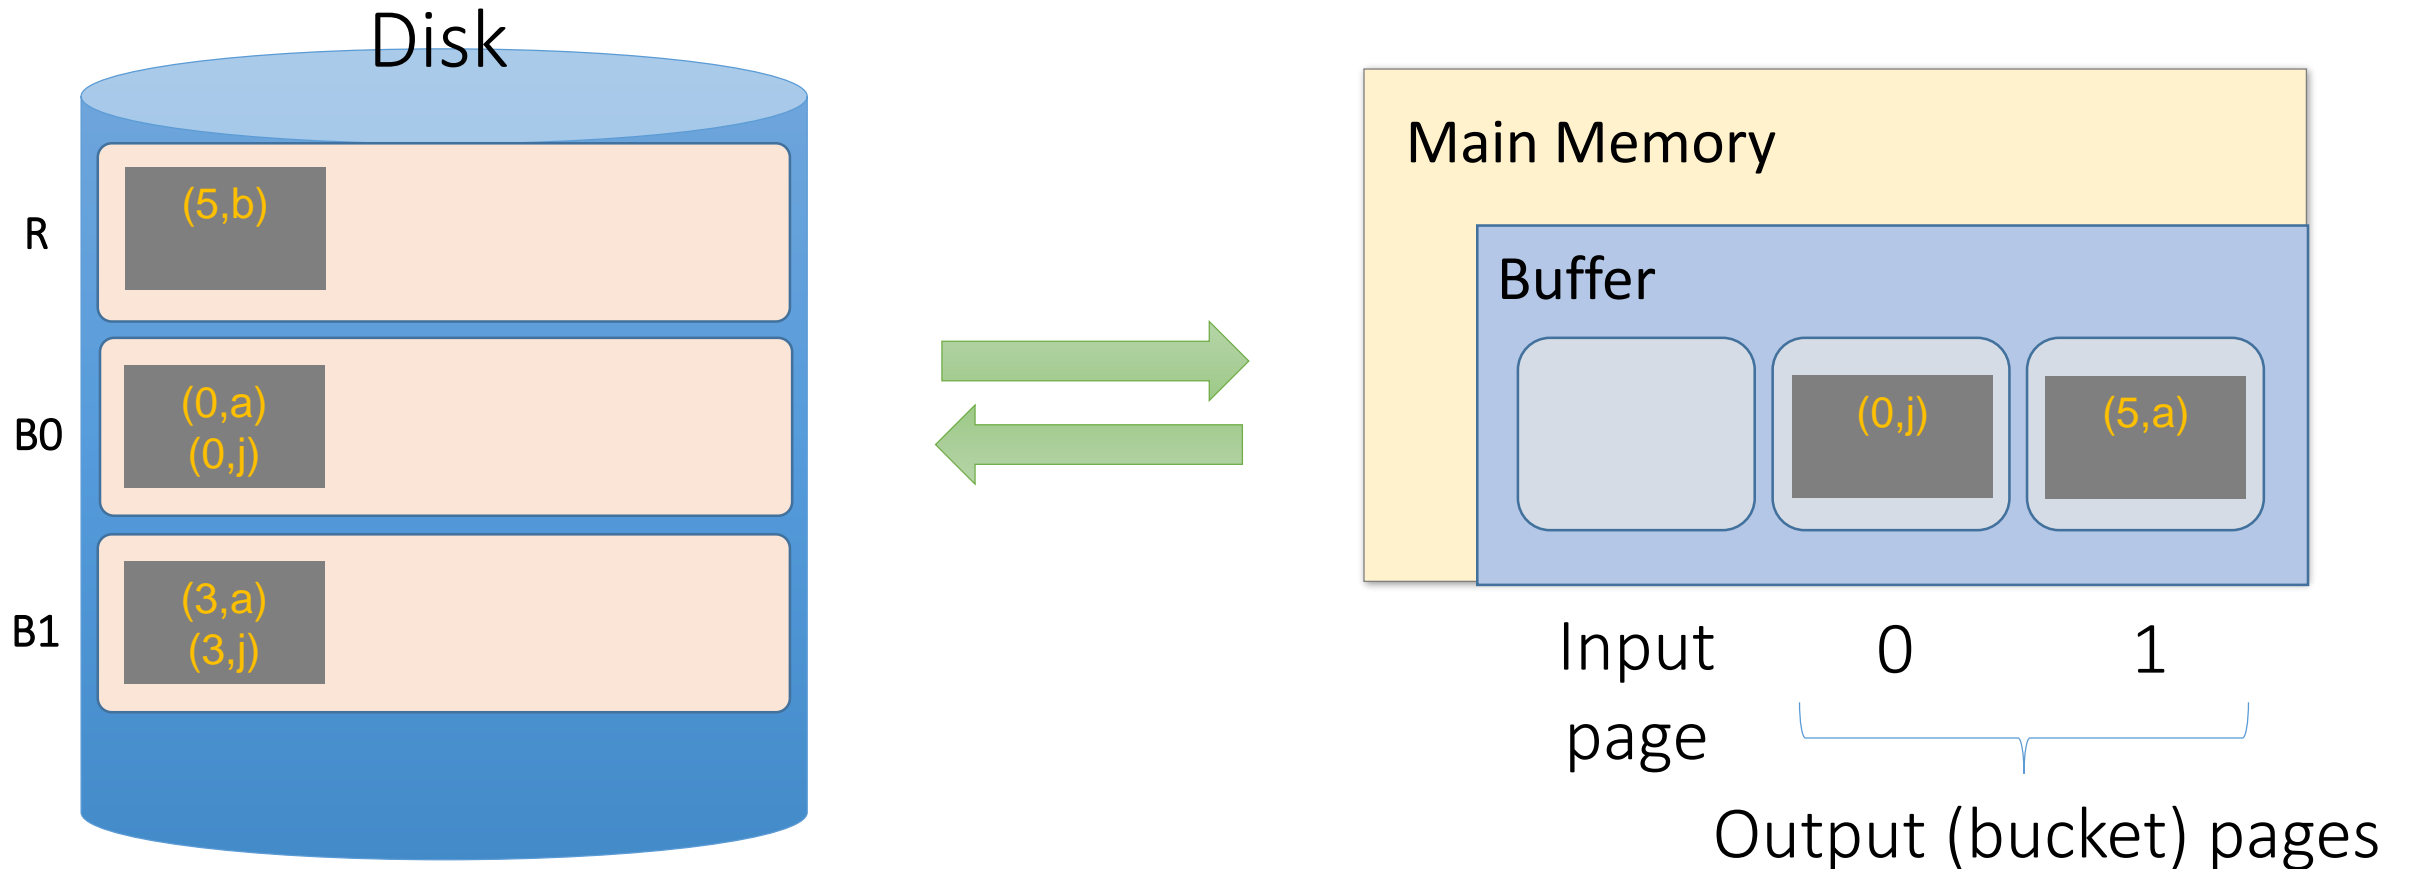 Disk
R
(5,b)
B0
(0,a)
(0,j)
B1
(3,a)
(3,j)
Main Memory
Buffer
(0,j)
(5,a)
Input
page
0
1
Output (bucket) pages